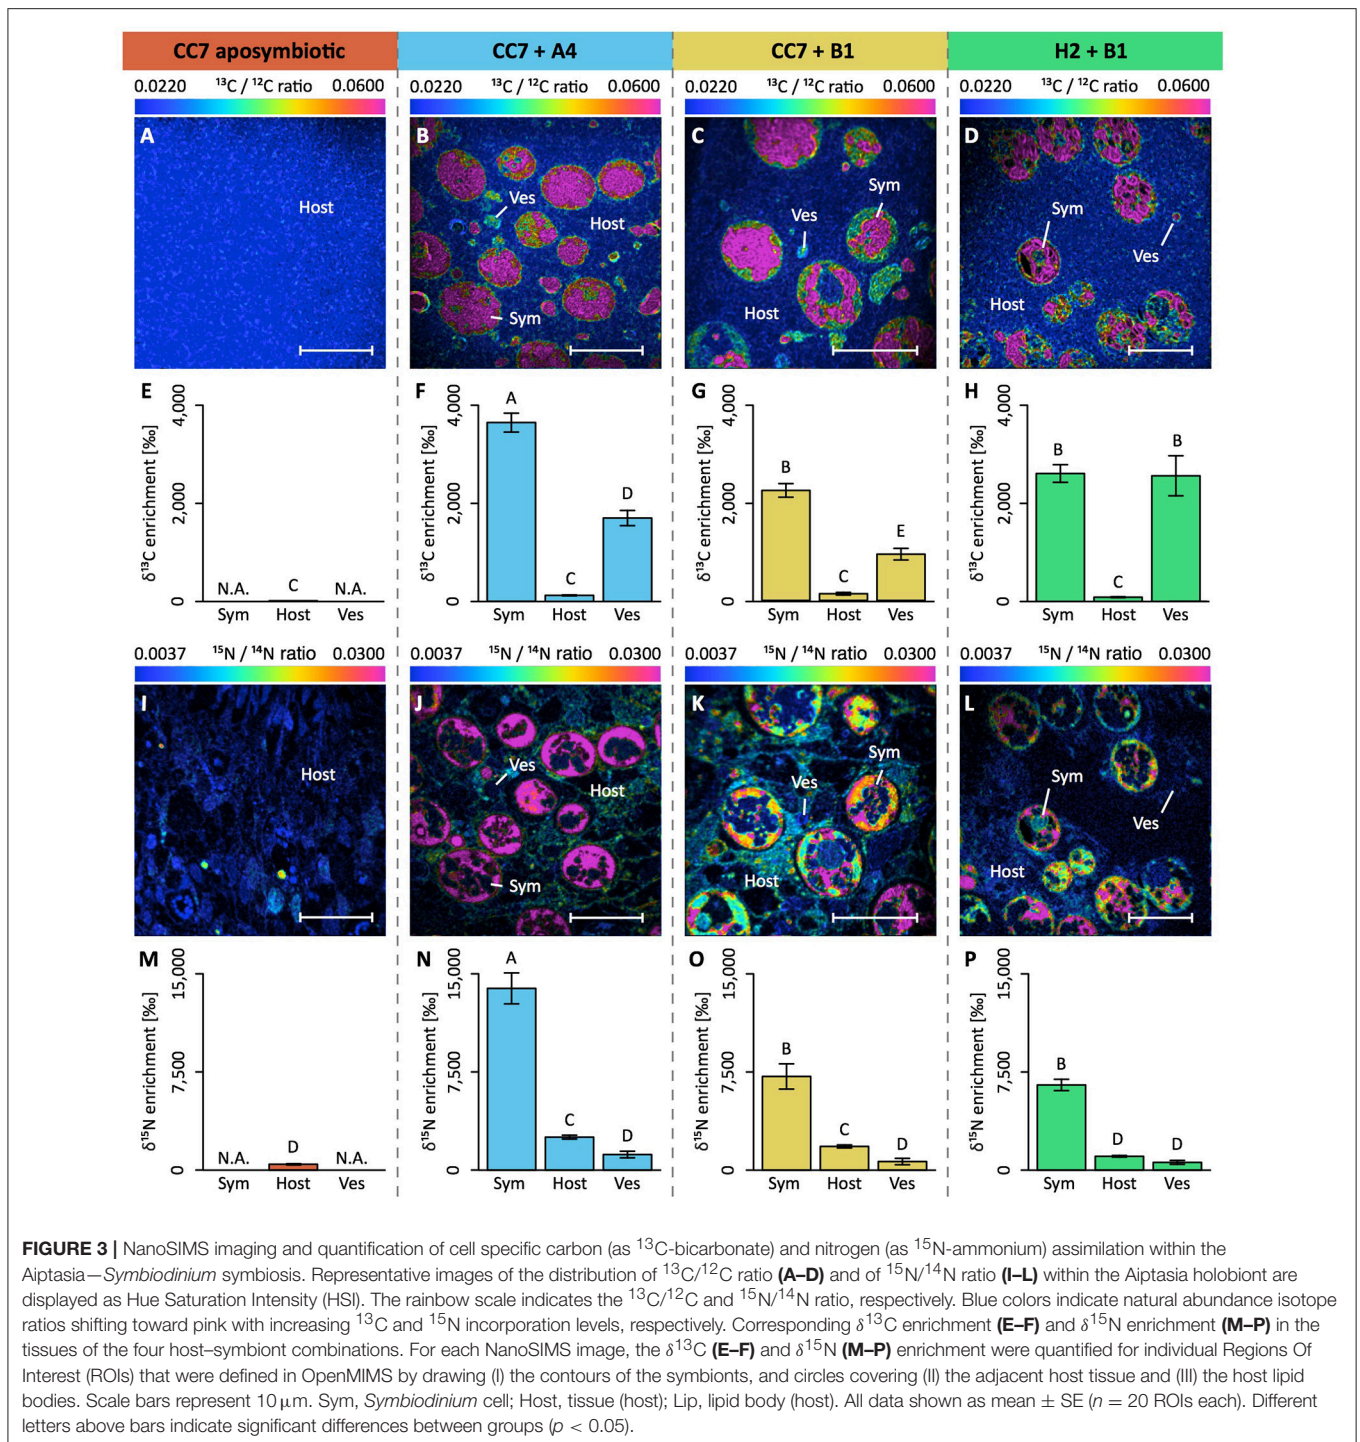 CC7 aposymbiotic
CC7 + A4
CC7 + B1
H2 + B1
0.0220 ¹³C / ¹²C ratio 0.0600
0.0220 ¹³C / ¹²C ratio 0.0600
0.0220 ¹³C / ¹²C ratio 0.0600
0.0220 ¹³C / ¹²C ratio 0.0600
A
Host
B
Ves
Host
Sym
C
Sym
Ves
Host
D
Sym
Ves
Host
E
4,000
2,000
0
δ¹³C enrichment [‰]
N.A. C N.A.
Sym Host Ves
F
4,000
2,000
0
δ¹³C enrichment [‰]
A
C
D
Sym Host Ves
G
4,000
2,000
0
δ¹³C enrichment [‰]
B
C
E
Sym Host Ves
H
4,000
2,000
0
δ¹³C enrichment [‰]
B
C
B
Sym Host Ves
0.0037 ¹⁵N / ¹⁴N ratio 0.0300
0.0037 ¹⁵N / ¹⁴N ratio 0.0300
0.0037 ¹⁵N / ¹⁴N ratio 0.0300
0.0037 ¹⁵N / ¹⁴N ratio 0.0300
I
Host
J
Ves
Host
Sym
K
Sym
Ves
Host
L
Sym
Ves
Host
M
15,000
7,500
0
δ¹⁵N enrichment [‰]
N.A. D N.A.
Sym Host Ves
N
15,000
7,500
0
δ¹⁵N enrichment [‰]
A
C
D
Sym Host Ves
O
15,000
7,500
0
δ¹⁵N enrichment [‰]
B
C
D
Sym Host Ves
P
15,000
7,500
0
δ¹⁵N enrichment [‰]
B
D
D
Sym Host Ves
FIGURE 3 | NanoSIMS imaging and quantification of cell specific carbon (as ¹³C-bicarbonate) and nitrogen (as ¹⁵N-ammonium) assimilation within the
Aiptasia—Symbiodinium symbiosis. Representative images of the distribution of ¹³C/¹²C ratio (A–D) and of ¹⁵N/¹⁴N ratio (I–L) within the Aiptasia holobiont are
displayed as Hue Saturation Intensity (HSI). The rainbow scale indicates the ¹³C/¹²C and ¹⁵N/¹⁴N ratio, respectively. Blue colors indicate natural abundance isotope
ratios shifting toward pink with increasing ¹³C and ¹⁵N incorporation levels, respectively. Corresponding δ¹³C enrichment (E–F) and δ¹⁵N enrichment (M–P) in the
tissues of the four host–symbiont combinations. For each NanoSIMS image, the δ¹³C (E–F) and δ¹⁵N (M–P) enrichment were quantified for individual Regions Of
Interest (ROIs) that were defined in OpenMIMS by drawing (I) the contours of the symbionts, and circles covering (II) the adjacent host tissue and (III) the host lipid
bodies. Scale bars represent 10 μm. Sym, Symbiodinium cell; Host, tissue (host); Lip, lipid body (host). All data shown as mean ± SE (n = 20 ROIs each). Different
letters above bars indicate significant differences between groups (p < 0.05).